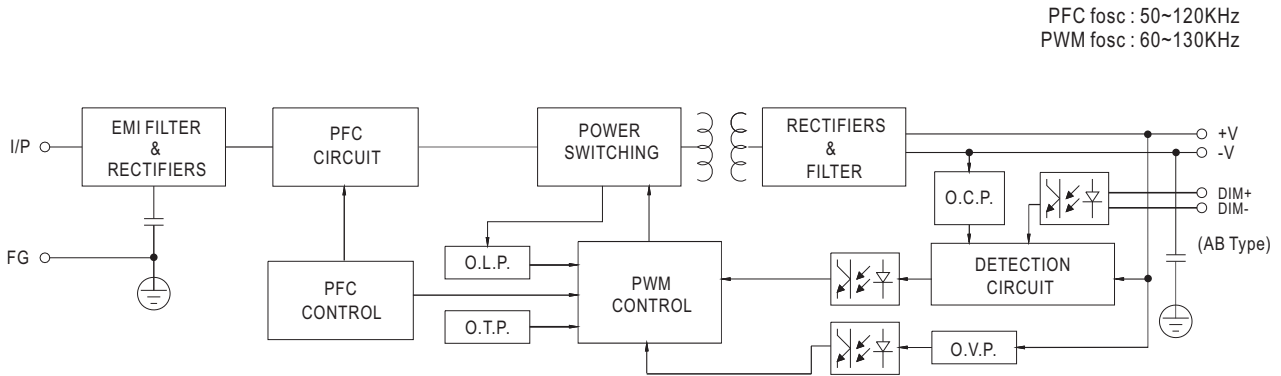 PFC fosc : 50~120KHz
PWM fosc : 60~130KHz
I/P
EMI FILTER
&
RECTIFIERS
PFC
CIRCUIT
POWER
SWITCHING
RECTIFIERS
&
FILTER
+V
-V
DIM+
DIM-
(AB Type)
O.C.P.
FG
O.L.P.
PFC
CONTROL
PWM
CONTROL
DETECTION
CIRCUIT
O.T.P.
O.V.P.